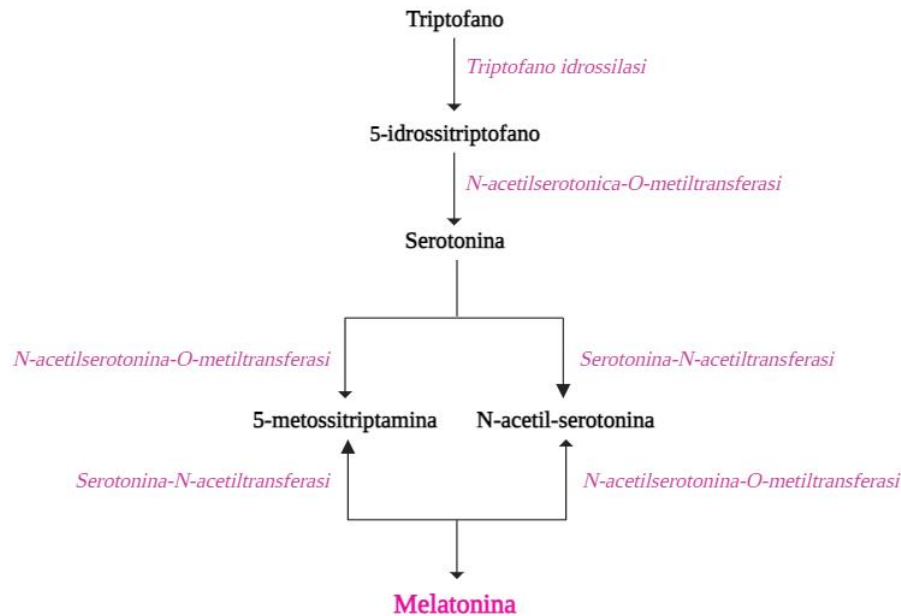 Triptofano
Triptofano idrossilasi
5-idrossitriptofano
N-acetilserotonica-O-metiltransferasi
Serotonina
N-acetilserotonina-O-metiltransferasi
Serotonina-N-acetiltransferasi
5-metossitriptamina
N-acetil-serotonina
Serotonina-N-acetiltransferasi
N-acetilserotonina-O-metiltransferasi
Melatonina